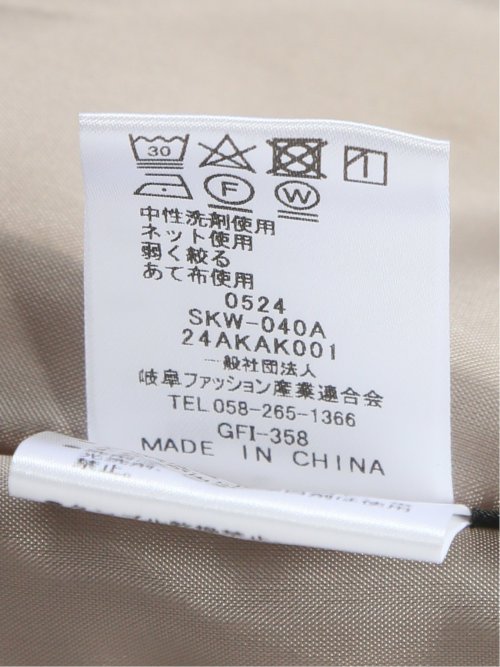 30
F W
中性洗剤使用
ネット使用
弱く絞る
あて布使用
0524
SKW-040A
24AKAK001
一般社団法人
岐阜ファッション産業連合会
TEL.058-265-1366
GFI-358
MADE IN CHINA
禁止。